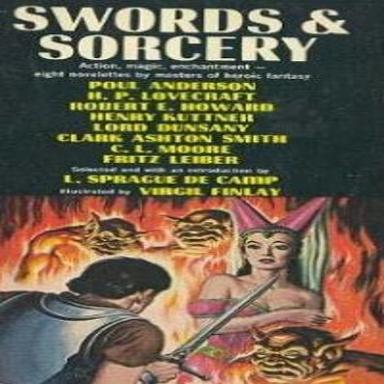 SWORDS &
SORCERY
Action, magic, enchantment —
eight novelettes by masters of heroic fantasy
POUL ANDERSON
H. P. LOVECRAFT
ROBERT E. HOWARD
HENRY KUTTNER
LORD DUNSANY
CLARK ASHTON SMITH
C. L. MOORE
FRITZ LEIBER
Selected and with an introduction by
L. SPRAGUE DE CAMP
Illustrated by VIRGIL FINLAY